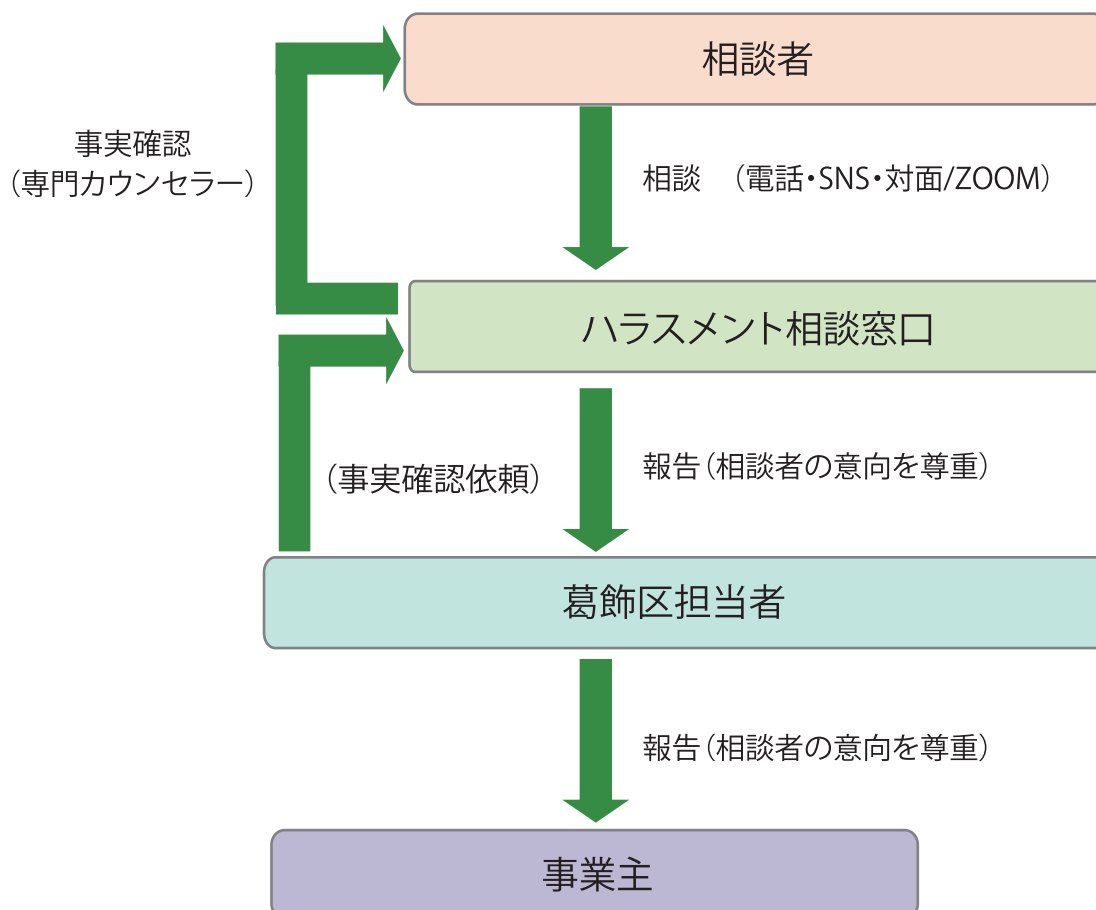 相談者
事実確認
（専門カウンセラー）
相談　（電話・SNS・対面/ZOOM）
ハラスメント相談窓口
（事実確認依頼）
報告（相談者の意向を尊重）
葛飾区担当者
報告（相談者の意向を尊重）
事業主